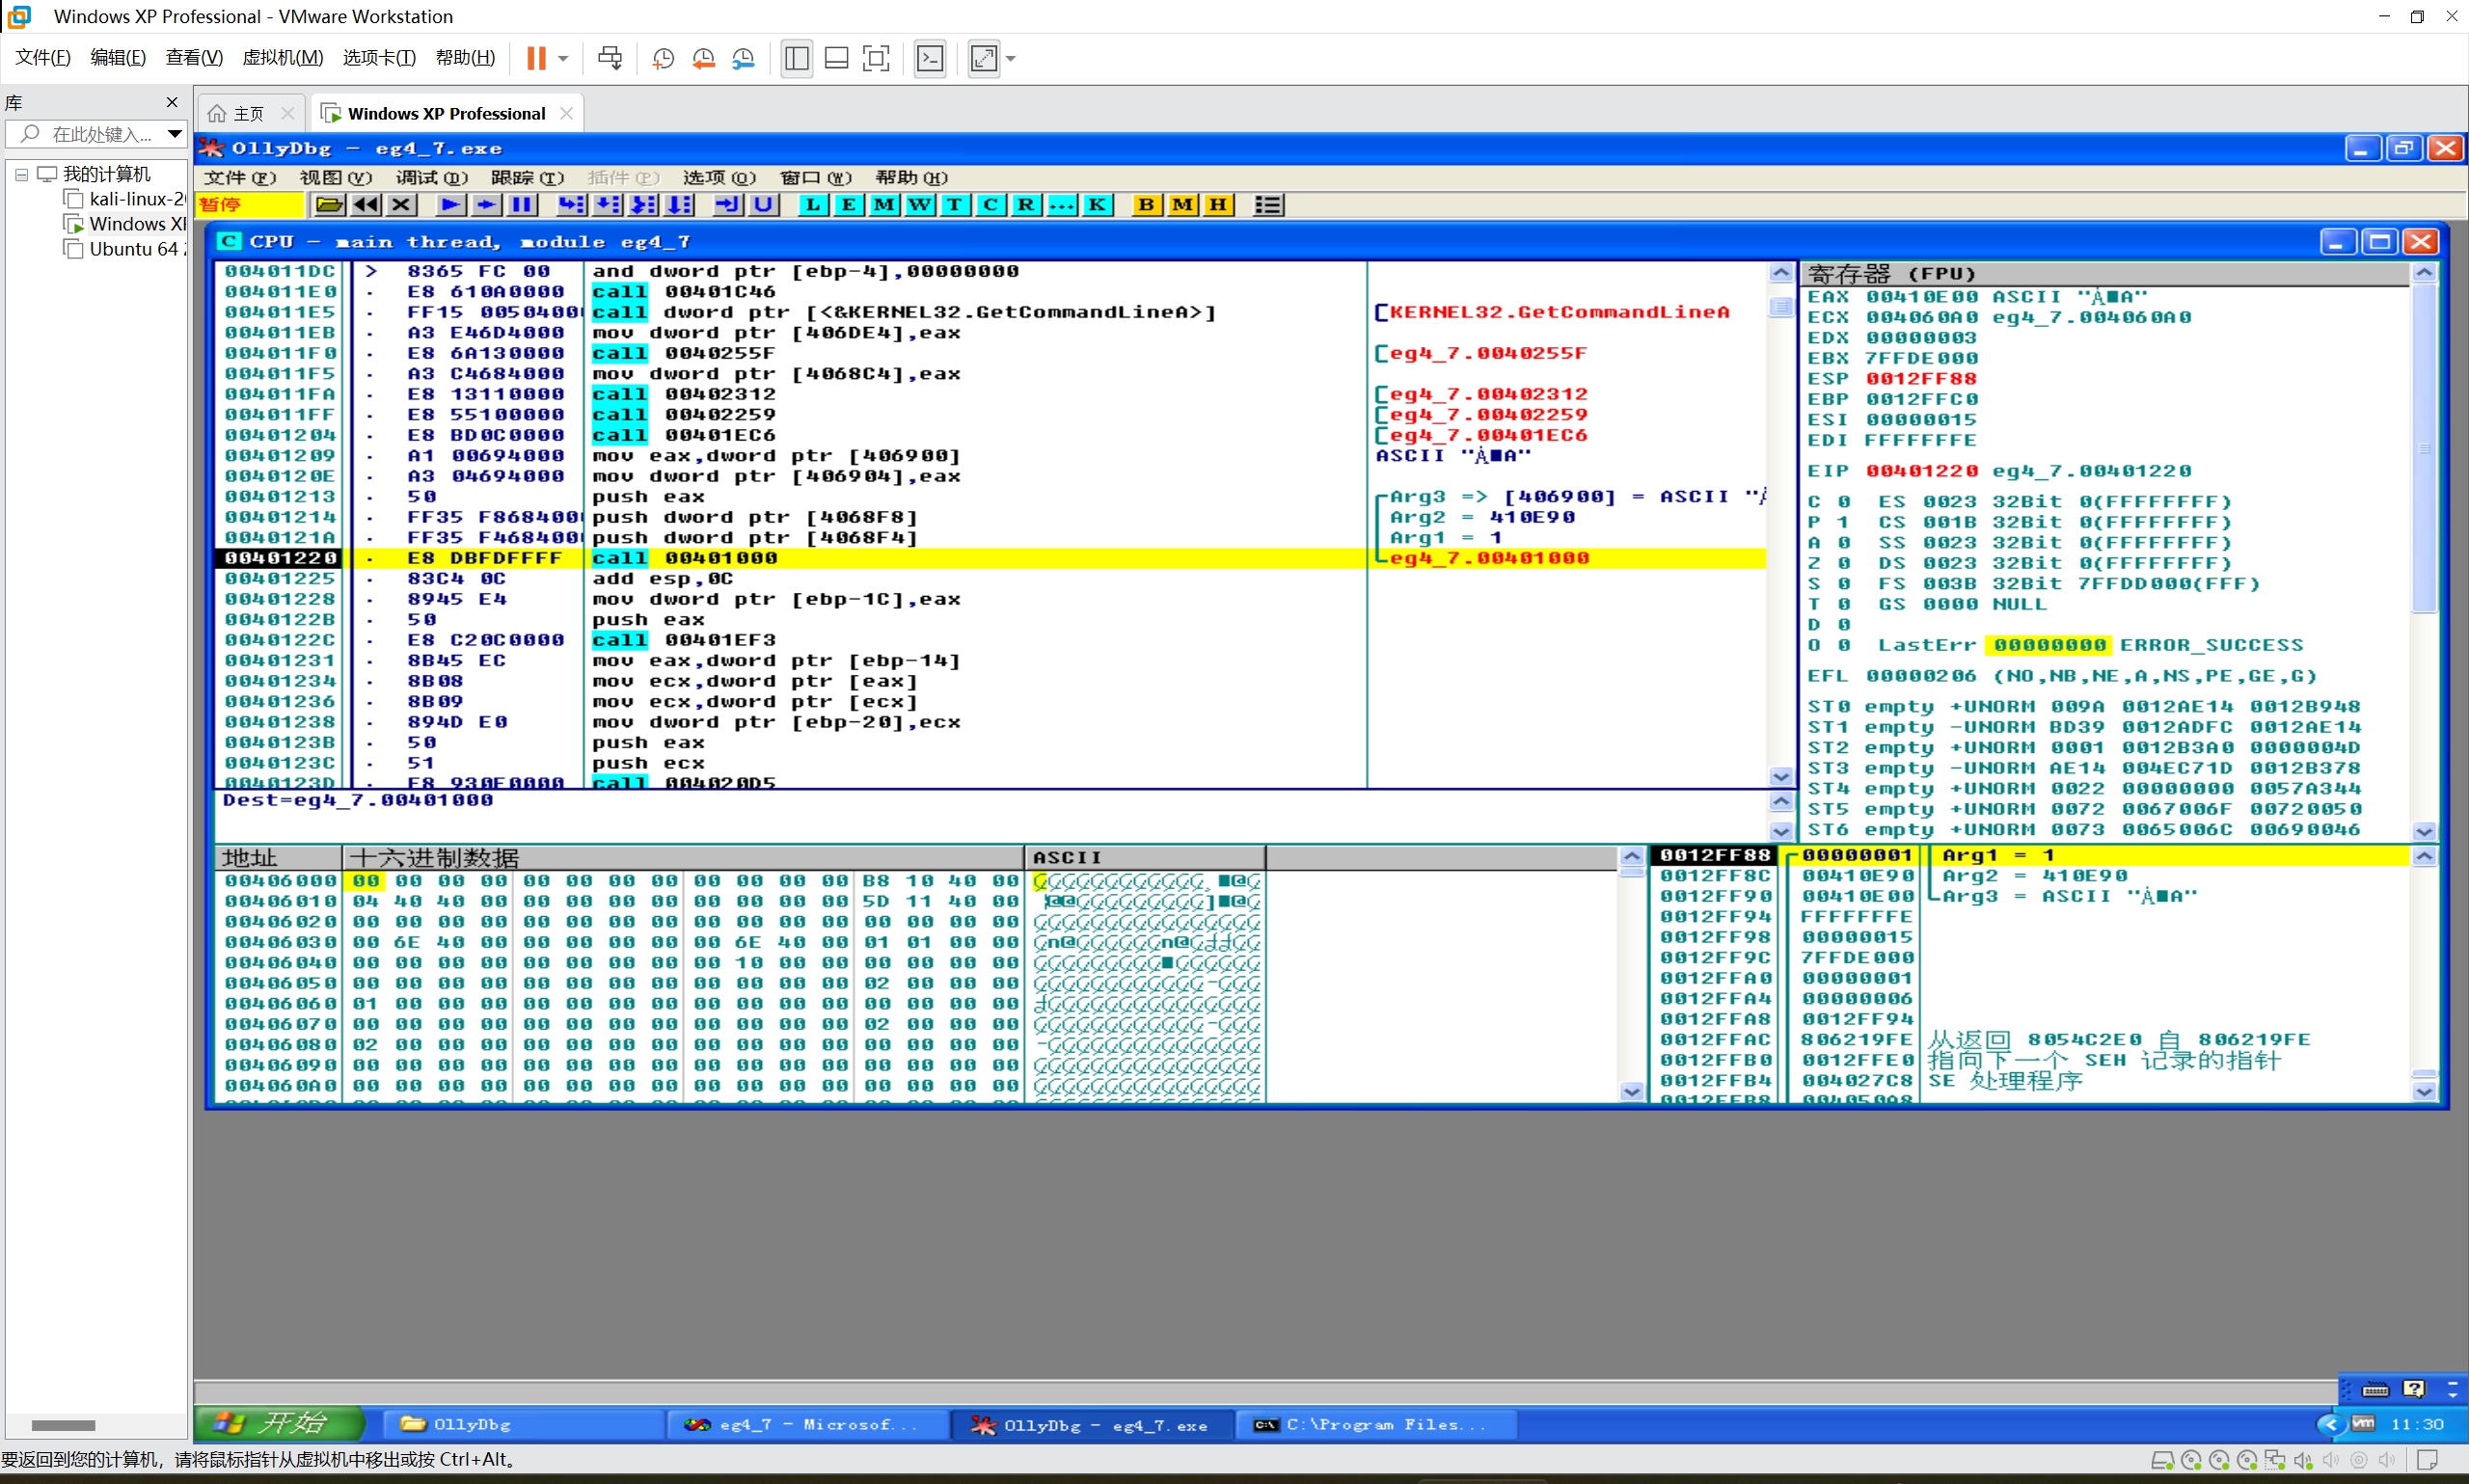 Windows XP Professional - VMware Workstation
文件(F) 编辑(E) 查看(V) 虚拟机(M) 选项卡(T) 帮助(H)
库
在此处键入...
我的计算机
kali-linux-2
Windows XP
Ubuntu 64
主页 Windows XP Professional
OllyDbg - eg4_7.exe
文件(F) 视图(V) 调试(D) 跟踪(T) 插件(P) 选项(O) 窗口(W) 帮助(H)
暂停 L E M W T C R ... K B M H
C CPU - main thread, module eg4_7
004011DC > 8365 FC 00 and dword ptr [ebp-4],00000000
004011E0 . E8 610A0000 call 00401C46
004011E5 . FF15 00504000 call dword ptr [<&KERNEL32.GetCommandLineA>] [KERNEL32.GetCommandLineA
004011EB . A3 E46D4000 mov dword ptr [406DE4],eax
004011F0 . E8 6A130000 call 0040255F [eg4_7.0040255F
004011F5 . A3 C4684000 mov dword ptr [4068C4],eax
004011FA . E8 13110000 call 00402312 [eg4_7.00402312
004011FF . E8 55100000 call 00402259 [eg4_7.00402259
00401204 . E8 BD0C0000 call 00401EC6 [eg4_7.00401EC6
00401209 . A1 00694000 mov eax,dword ptr [406900] ASCII "À■A"
0040120E . A3 04694000 mov dword ptr [406904],eax
00401213 . 50 push eax Arg3 => [406900] = ASCII "À
00401214 . FF35 F8684000 push dword ptr [4068F8] Arg2 = 410E90
0040121A . FF35 F4684000 push dword ptr [4068F4] Arg1 = 1
00401220 . E8 DBFDFFFF call 00401000 eg4_7.00401000
00401225 . 83C4 0C add esp,0C
00401228 . 8945 E4 mov dword ptr [ebp-1C],eax
0040122B . 50 push eax
0040122C . E8 C20C0000 call 00401EF3
00401231 . 8B45 EC mov eax,dword ptr [ebp-14]
00401234 . 8B08 mov ecx,dword ptr [eax]
00401236 . 8B09 mov ecx,dword ptr [ecx]
00401238 . 894D E0 mov dword ptr [ebp-20],ecx
0040123B . 50 push eax
0040123C . 51 push ecx
0040123D . E8 930E0000 call 004020D5
Dest=eg4_7.00401000
寄存器 (FPU)
EAX 00410E00 ASCII "À■A"
ECX 004060A0 eg4_7.004060A0
EDX 00000003
EBX 7FFDE000
ESP 0012FF88
EBP 0012FFC0
ESI 00000015
EDI FFFFFFFE
EIP 00401220 eg4_7.00401220
C 0 ES 0023 32Bit 0(FFFFFFFF)
P 1 CS 001B 32Bit 0(FFFFFFFF)
A 0 SS 0023 32Bit 0(FFFFFFFF)
Z 0 DS 0023 32Bit 0(FFFFFFFF)
S 0 FS 003B 32Bit 7FFDD000(FFF)
T 0 GS 0000 NULL
D 0
O 0 LastErr 00000000 ERROR_SUCCESS
EFL 00000206 (NO,NB,NE,A,NS,PE,GE,G)
ST0 empty +UNORM 009A 0012AE14 0012B948
ST1 empty -UNORM BD39 0012ADFC 0012AE14
ST2 empty +UNORM 0001 0012B3A0 0000004D
ST3 empty -UNORM AE14 004EC71D 0012B378
ST4 empty +UNORM 0022 00000000 0057A344
ST5 empty +UNORM 0072 0067006F 00720050
ST6 empty +UNORM 0073 0065006C 00690046
地址 十六进制数据 ASCII
00406000 00 00 00 00 00 00 00 00 00 00 00 00 B8 10 40 00
00406010 04 40 40 00 00 00 00 00 00 00 00 00 5D 11 40 00
00406020 00 00 00 00 00 00 00 00 00 00 00 00 00 00 00 00
00406030 00 6E 40 00 00 00 00 00 00 6E 40 00 01 01 00 00
00406040 00 00 00 00 00 00 00 00 00 10 00 00 00 00 00 00
00406050 00 00 00 00 00 00 00 00 00 00 00 00 02 00 00 00
00406060 01 00 00 00 00 00 00 00 00 00 00 00 00 00 00 00
00406070 00 00 00 00 00 00 00 00 00 00 00 00 02 00 00 00
00406080 02 00 00 00 00 00 00 00 00 00 00 00 00 00 00 00
00406090 00 00 00 00 00 00 00 00 00 00 00 00 00 00 00 00
004060A0 00 00 00 00 00 00 00 00 00 00 00 00 00 00 00 00
0012FF88 00000001 Arg1 = 1
0012FF8C 00410E90 Arg2 = 410E90
0012FF90 00410E00 Arg3 = ASCII "À■A"
0012FF94 FFFFFFFE
0012FF98 00000015
0012FF9C 7FFDE000
0012FFA0 00000001
0012FFA4 00000006
0012FFA8 0012FF94
0012FFAC 806219FE 从返回 8054C2E0 自 806219FE
0012FFB0 0012FFE0 指向下一个 SEH 记录的指针
0012FFB4 004027C8 SE 处理程序
0012FFB8 004050A8
开始 OllyDbg eg4_7 - Microsof... OllyDbg - eg4_7.exe C:\Program Files... 11:30
要返回到您的计算机，请将鼠标指针从虚拟机中移出或按 Ctrl+Alt。